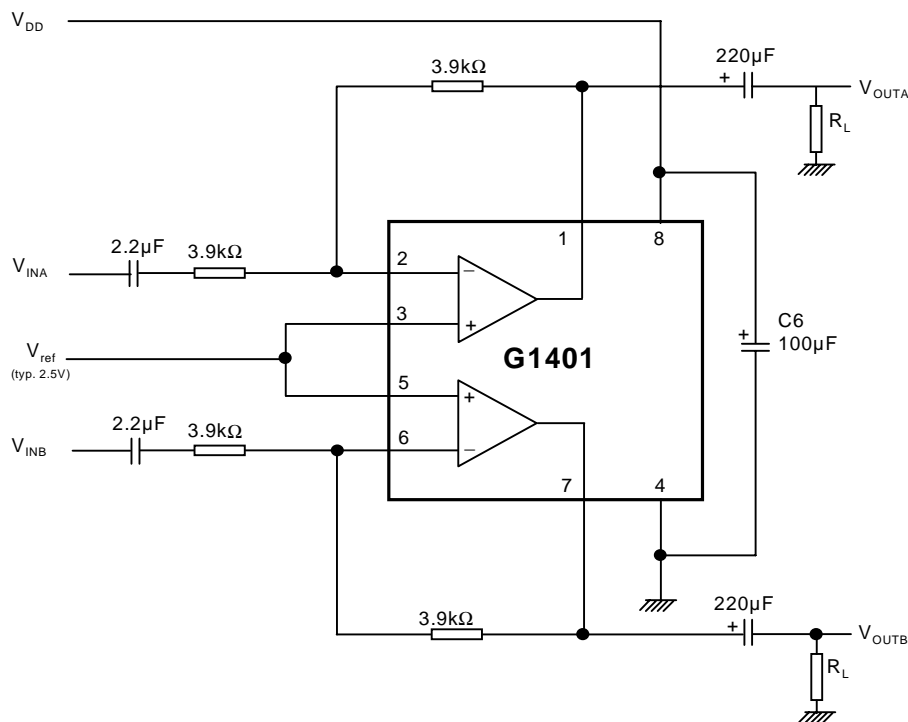 VDD
220µF
3.9kΩ
+
VOUTA
RL
1
8
2.2µF
3.9kΩ
VINA
2
−
3
+
C6
100µF
+
Vref
(typ. 2.5V)
G1401
5
+
2.2µF
3.9kΩ
VINB
6
−
7
4
3.9kΩ
220µF
+
VOUTB
RL